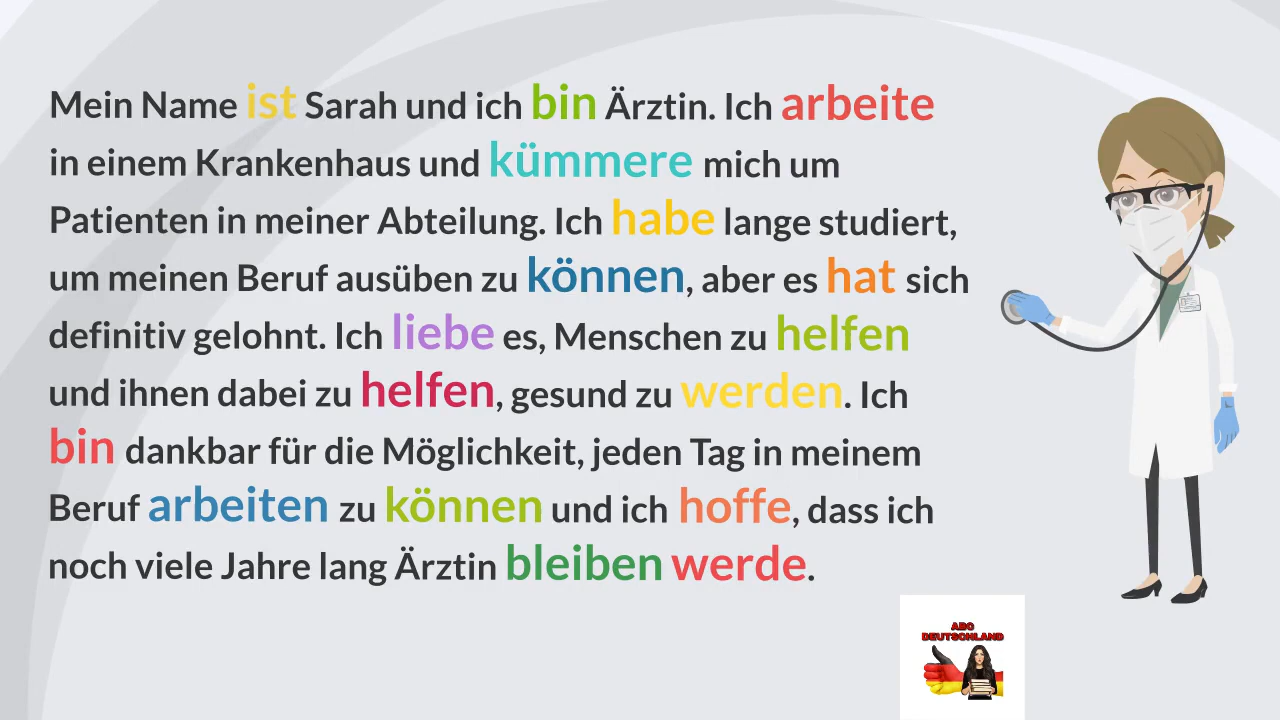 Mein Name ist Sarah und ich bin Ärztin. Ich arbeite
in einem Krankenhaus und kümmere mich um
Patienten in meiner Abteilung. Ich habe lange studiert,
um meinen Beruf ausüben zu können, aber es hat sich
definitiv gelohnt. Ich liebe es, Menschen zu helfen
und ihnen dabei zu helfen, gesund zu werden. Ich
bin dankbar für die Möglichkeit, jeden Tag in meinem
Beruf arbeiten zu können und ich hoffe, dass ich
noch viele Jahre lang Ärztin bleiben werde.
ABC
DEUTSCHLAND